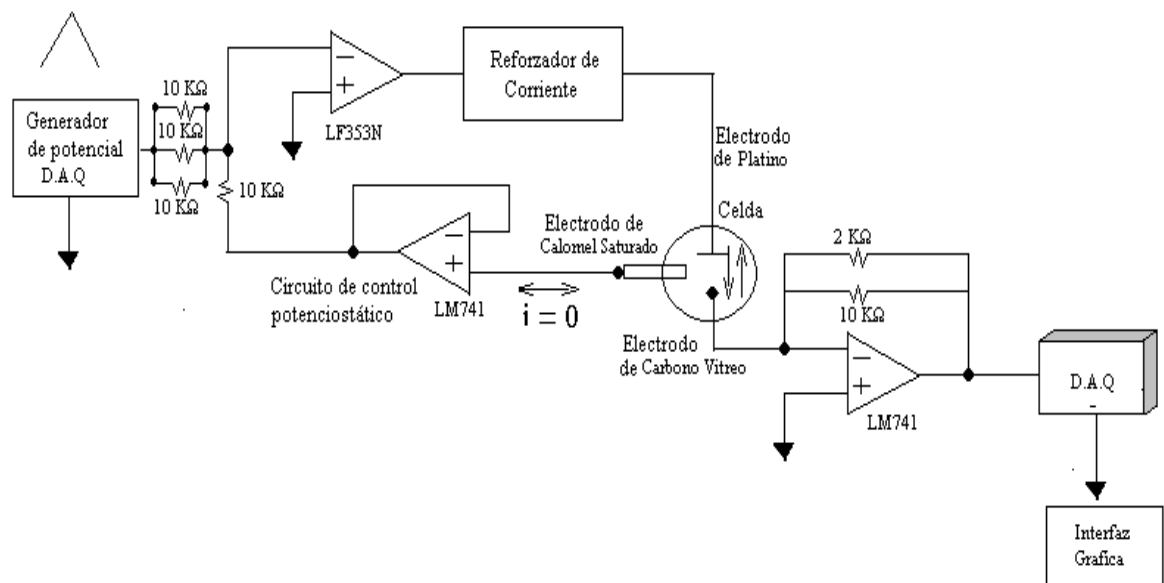 Generador
de potencial
D.A.Q
10 KΩ
10 KΩ
10 KΩ
10 KΩ
LF353N
Reforzador de
Corriente
Electrodo
de Platino
Celda
Electrodo de
Calomel Saturado
LM741
Circuito de control
potenciostático
i = 0
Electrodo
de Carbono Vitreo
2 KΩ
10 KΩ
LM741
D.A.Q
Interfaz
Grafica